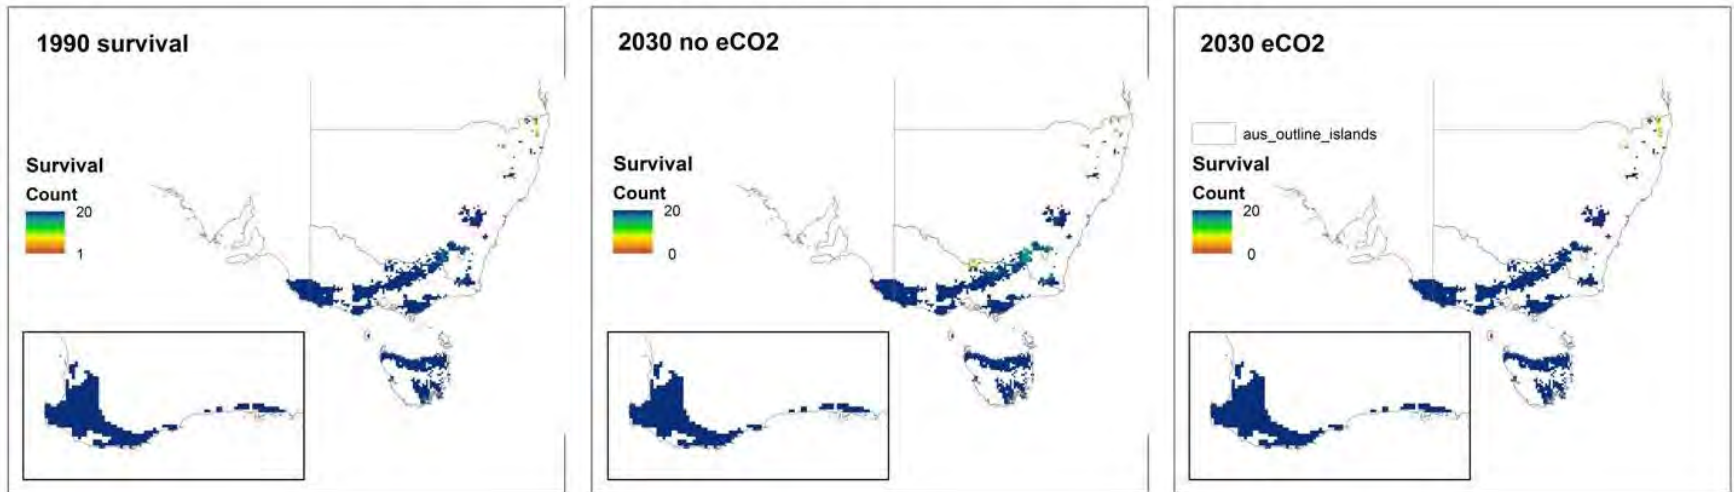 1990 survival
Survival
Count
20
1
2030 no eCO2
Survival
Count
20
0
2030 eCO2
aus_outline_islands
Survival
Count
20
0